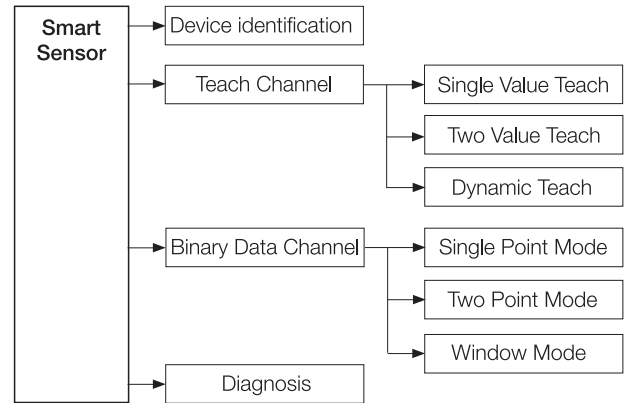 Smart
Sensor
Device identification
Teach Channel
Single Value Teach
Two Value Teach
Dynamic Teach
Binary Data Channel
Single Point Mode
Two Point Mode
Window Mode
Diagnosis